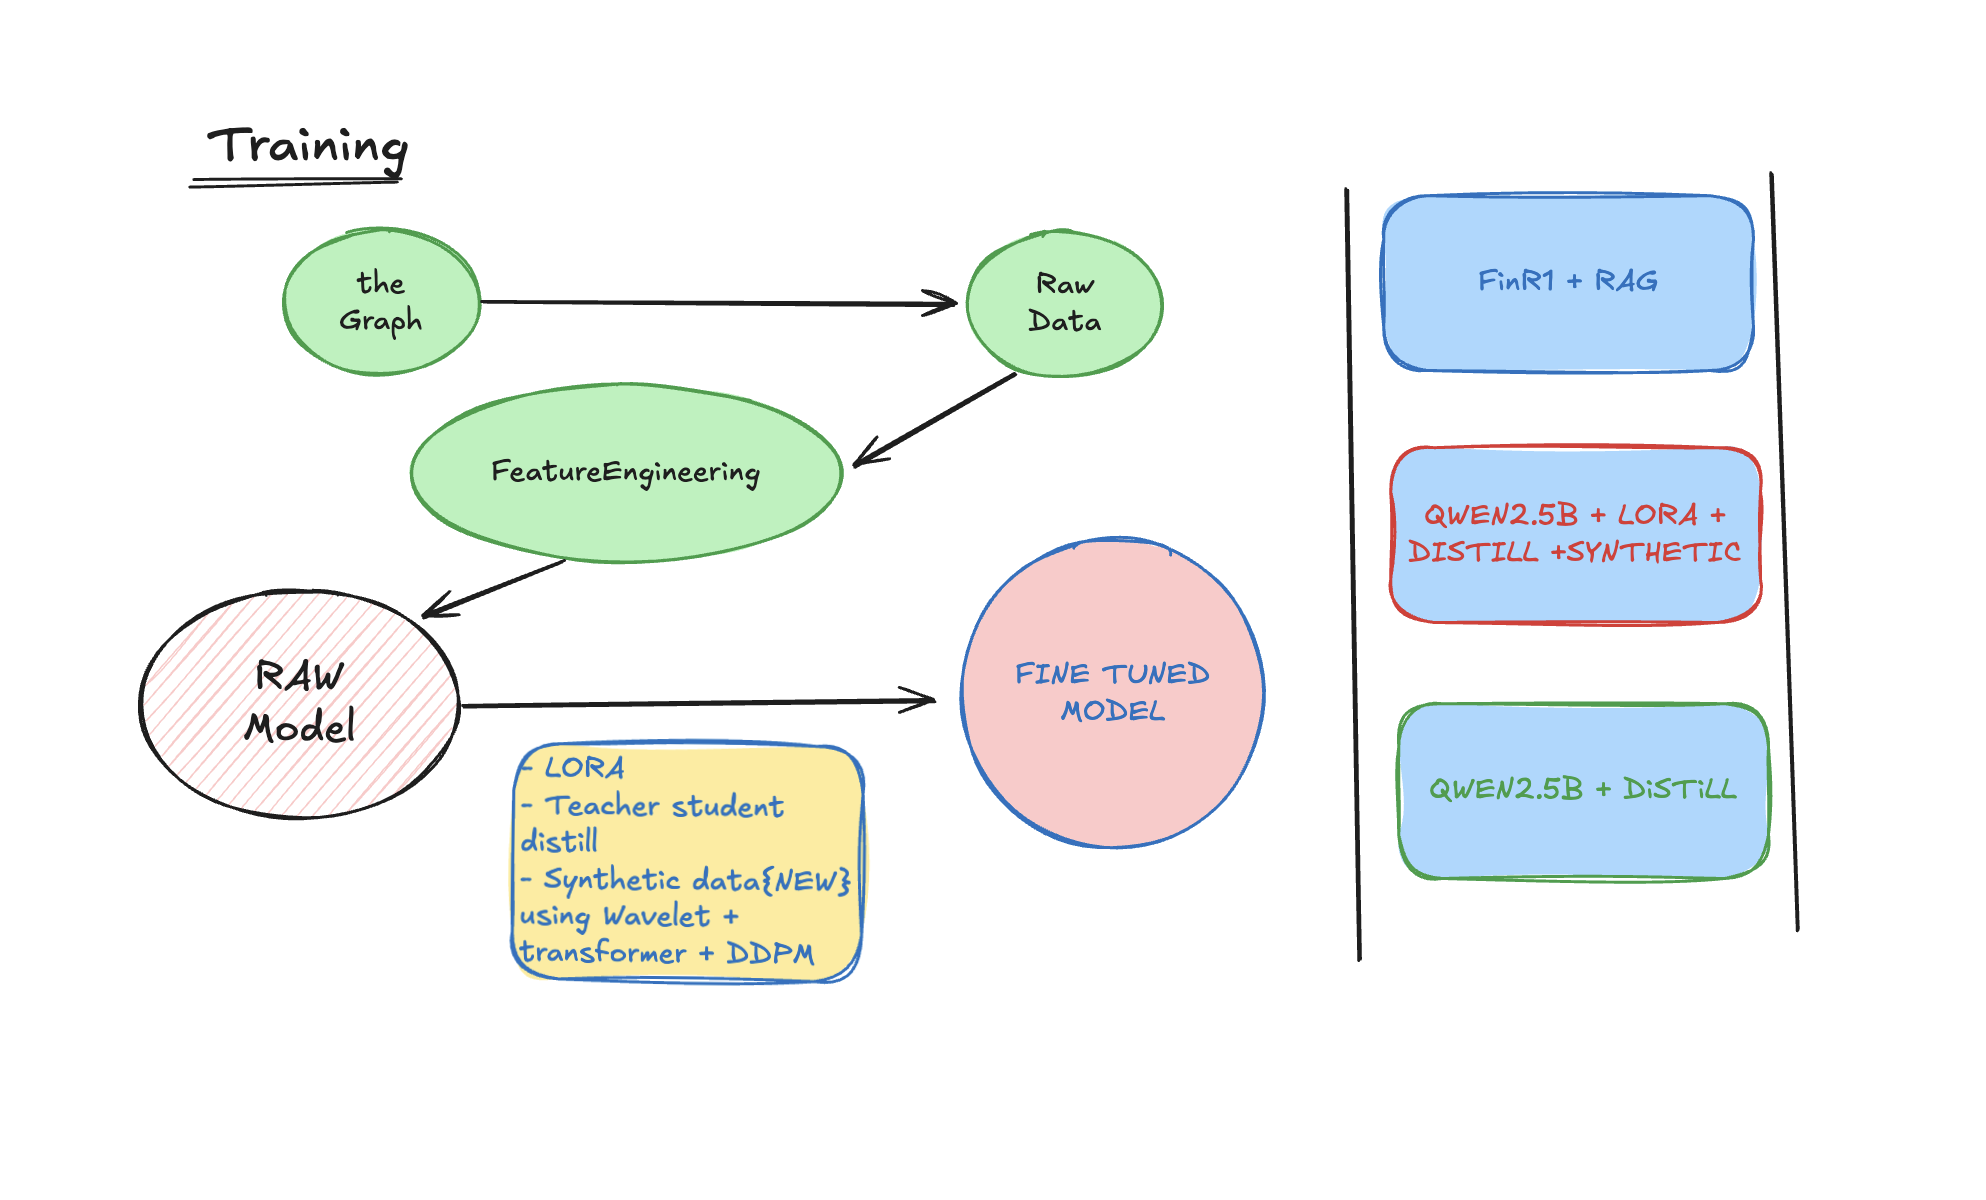 Training
the
Graph
Raw
Data
FeatureEngineering
RAW
Model
- LORA
- Teacher student
distill
- Synthetic data{NEW}
using Wavelet +
transformer + DDPM
FINE TUNED
MODEL
FinR1 + RAG
QWEN2.5B + LORA +
DISTILL +SYNTHETIC
QWEN2.5B + DiSTiLL